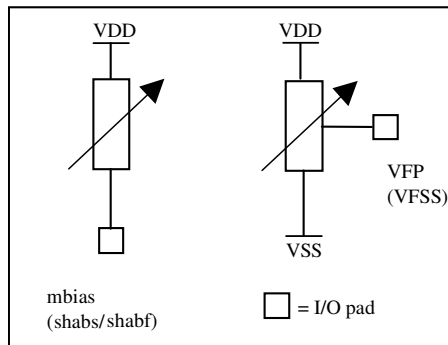 VDD
VDD
VFP
(VFSS)
VSS
mbias
(shabs/shabf)
= I/O pad